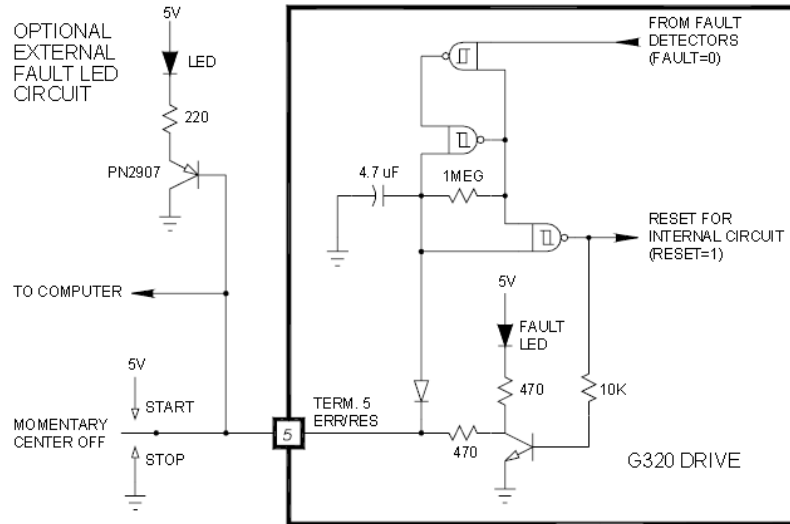 OPTIONAL
EXTERNAL
FAULT LED
CIRCUIT
5V
LED
220
PN2907
FROM FAULT
DETECTORS
(FAULT=0)
4.7 uF
1MEG
RESET FOR
INTERNAL CIRCUIT
(RESET=1)
TO COMPUTER
5V
FAULT
LED
5V
START
470
10K
MOMENTARY
CENTER OFF
STOP
5
TERM. 5
ERR/RES
470
G320 DRIVE